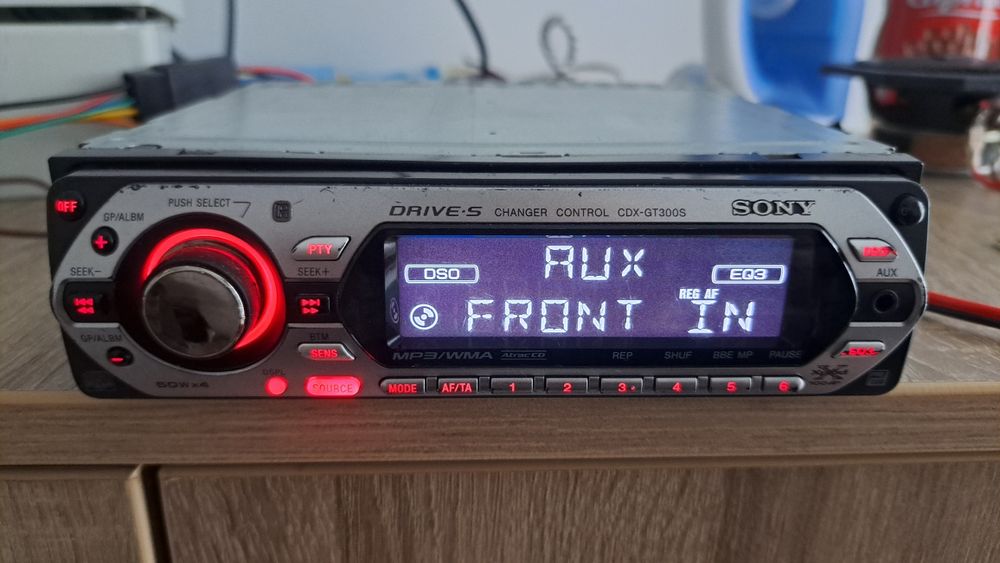 OFF
GP/ALBM
PUSH SELECT
DRIVE·S CHANGER CONTROL CDX-GT300S
SONY
+
SEEK−
PTY
SEEK+
DSO
AUX
EQ3
REG AF
FRONT IN
AUX
GP/ALBM
−
BTM
SENS
MP3/WMA
Atrac CD
REP
SHUF
BBE MP
PAUSE
EQ3
50W×4
DSPL
SOURCE
MODE
AF/TA
1
2
3
4
5
6